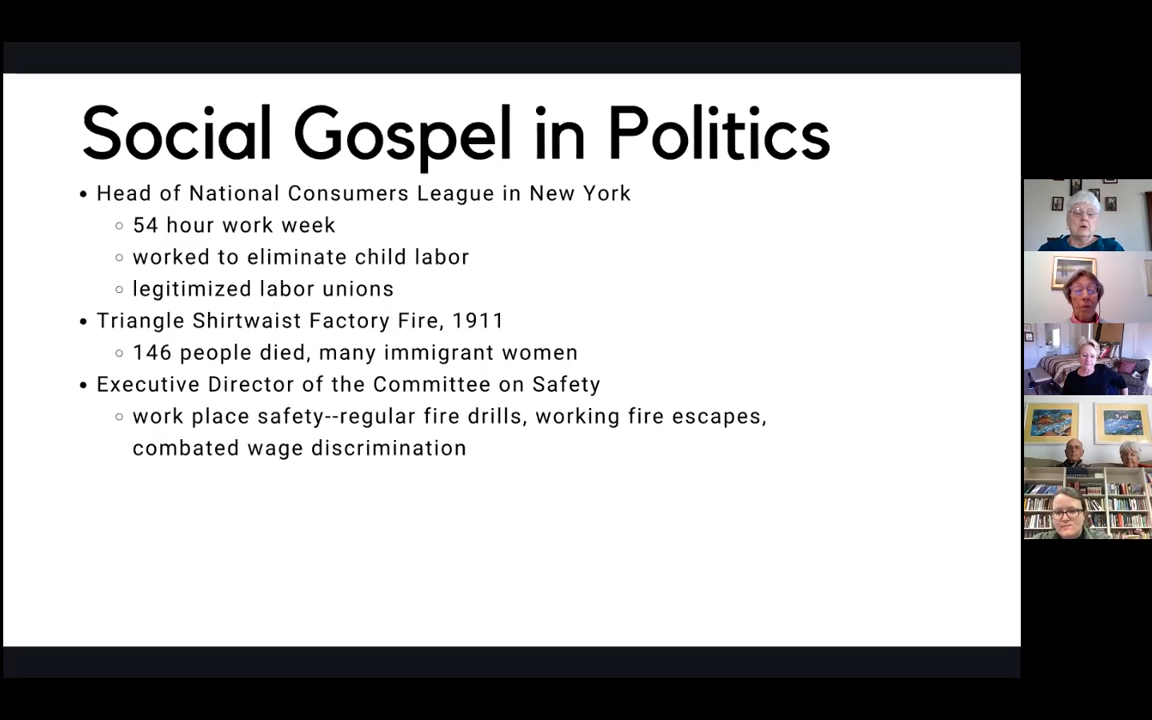 Social Gospel in Politics
• Head of National Consumers League in New York
◦ 54 hour work week
◦ worked to eliminate child labor
◦ legitimized labor unions
• Triangle Shirtwaist Factory Fire, 1911
◦ 146 people died, many immigrant women
• Executive Director of the Committee on Safety
◦ work place safety--regular fire drills, working fire escapes,
combated wage discrimination